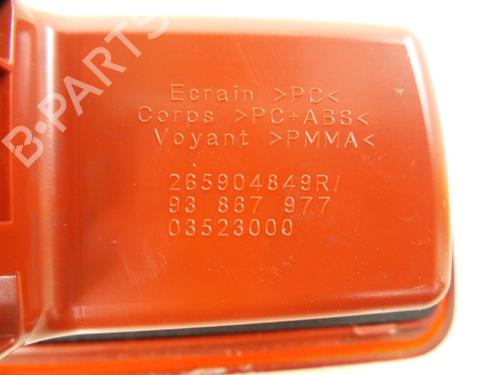 Ecrain >PC<
Corps >PC+ABS<
Voyant >PMMA<
265904849R/
93 867 977
03523000
B-PARTS